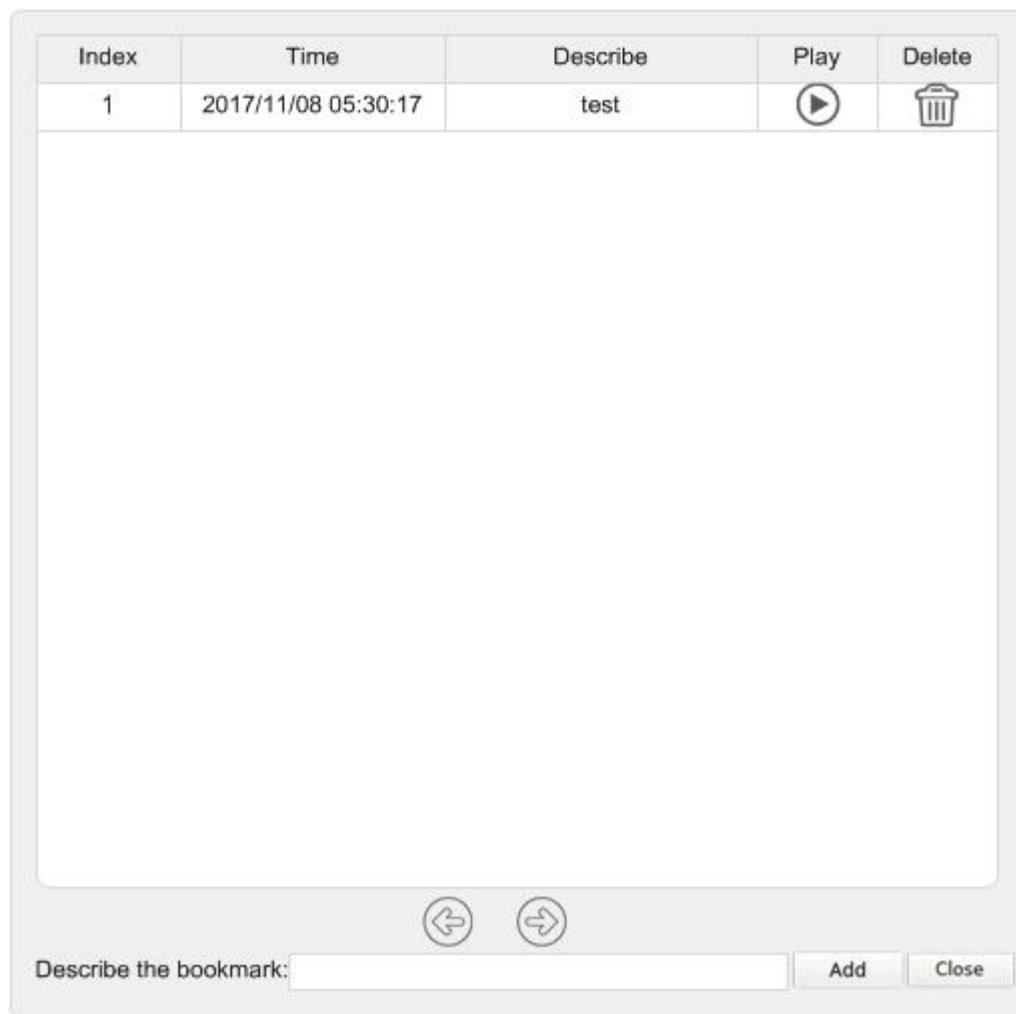 Index Time Describe Play Delete
1 2017/11/08 05:30:17 test
Describe the bookmark: Add Close